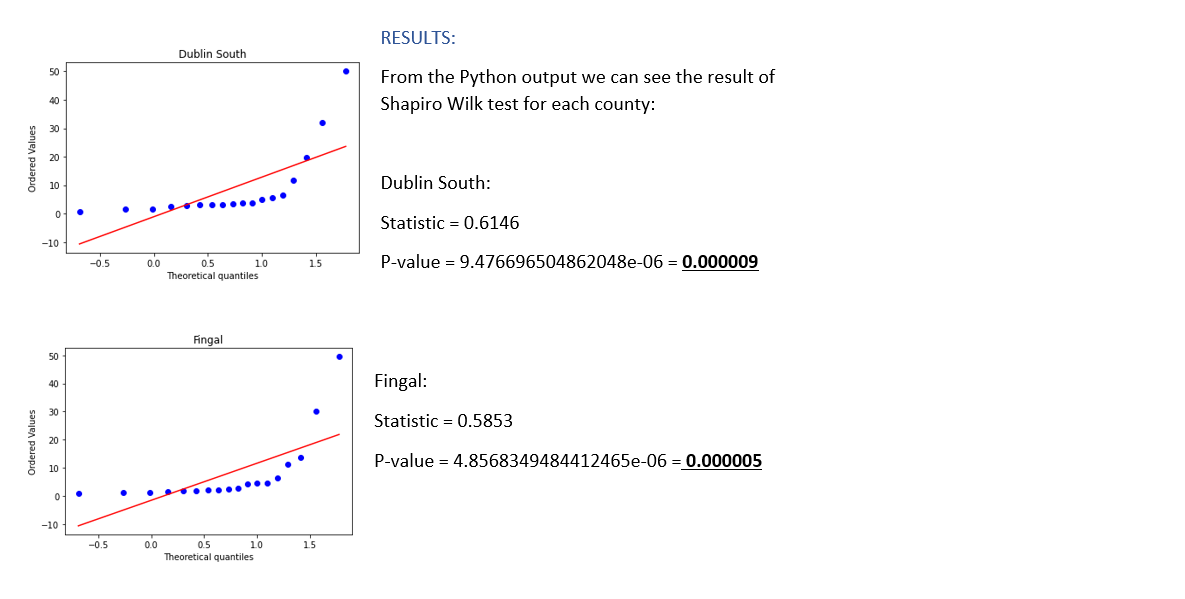 Dublin South
50
40
30
20
10
0
−10
Ordered Values
−0.5 0.0 0.5 1.0 1.5
Theoretical quantiles
RESULTS:
From the Python output we can see the result of
Shapiro Wilk test for each county:
Dublin South:
Statistic = 0.6146
P-value = 9.476696504862048e-06 = 0.000009
Fingal
50
40
30
20
10
0
−10
Ordered Values
−0.5 0.0 0.5 1.0 1.5
Theoretical quantiles
Fingal:
Statistic = 0.5853
P-value = 4.8568349484412465e-06 = 0.000005